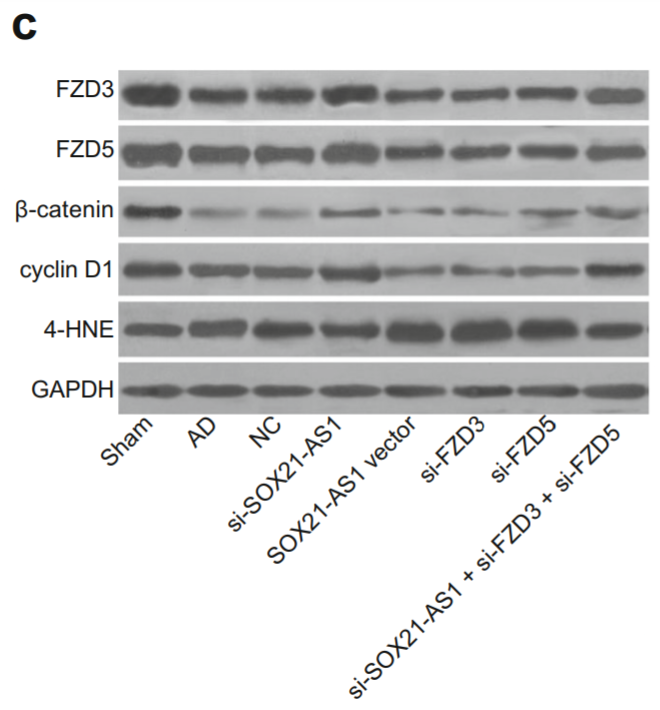 C
FZD3
FZD5
β-catenin
cyclin D1
4-HNE
GAPDH
Sham
AD
NC
si-SOX21-AS1
SOX21-AS1 vector
si-FZD3
si-FZD5
si-SOX21-AS1 + si-FZD3 + si-FZD5